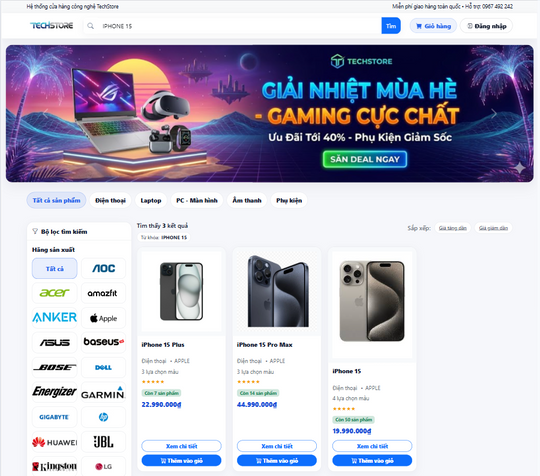 Hệ thống cửa hàng công nghệ TechStore
Miễn phí giao hàng toàn quốc • Hỗ trợ: 0967 492 242
TECHSTORE
IPHONE 15
Tìm
Giỏ hàng
Đăng nhập
TECHSTORE
GIẢI NHIỆT MÙA HÈ
- GAMING CỰC CHẤT
Ưu Đãi Tới 40% - Phụ Kiện Giảm Sốc
SĂN DEAL NGAY
Tất cả sản phẩm
Điện thoại
Laptop
PC - Màn hình
Âm thanh
Phụ kiện
Bộ lọc tìm kiếm
Hãng sản xuất
Tất cả
AOC
acer
amazfit
ANKER
Apple
ASUS
baseus
BOSE
DELL
Energizer
GARMIN
GIGABYTE
hp
HUAWEI
JBL
Kingston
LG
Tìm thấy 3 kết quả
Từ khóa: IPHONE 15
Sắp xếp:
Giá tăng dần
Giá giảm dần
iPhone 15 Plus
Điện thoại • APPLE
3 lựa chọn màu
★★★★★
Còn 7 sản phẩm
22.990.000₫
Xem chi tiết
Thêm vào giỏ
iPhone 15 Pro Max
Điện thoại • APPLE
3 lựa chọn màu
★★★★★
Còn 14 sản phẩm
44.990.000₫
Xem chi tiết
Thêm vào giỏ
iPhone 15
Điện thoại • APPLE
4 lựa chọn màu
★★★★★
Còn 50 sản phẩm
19.990.000₫
Xem chi tiết
Thêm vào giỏ